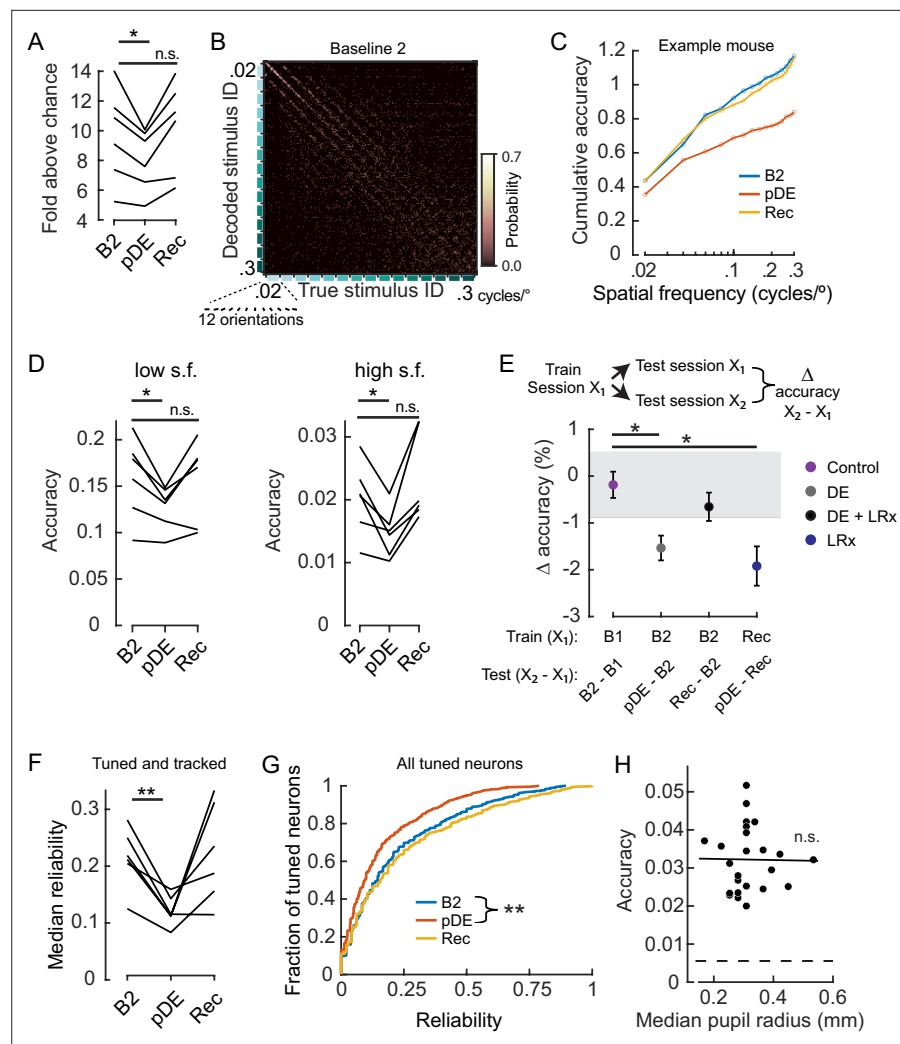 A
*
n.s.
Fold above chance
14
12
10
8
6
4
B2
pDE
Rec
B
Baseline 2
Decoded stimulus ID
.02
.3
.02
True stimulus ID
.3 cycles/°
12 orientations
0.7
Probability
0.0
C
Example mouse
Cumulative accuracy
1.2
1.0
0.8
0.6
0.4
0.2
0
B2
pDE
Rec
.02
.1
.2
.3
Spatial frequency (cycles/º)
D
low s.f.
*
n.s.
Accuracy
0.2
0.15
0.1
0.05
0
B2
pDE
Rec
high s.f.
*
n.s.
Accuracy
0.03
0.02
0.01
0
B2
pDE
Rec
E
Train
Session X₁
Test session X₁
Test session X₂
Δ
accuracy
X₂ - X₁
*
*
Δ accuracy (%)
1
0
-1
-2
-3
Control
DE
DE + LRx
LRx
Train (X₁): B1 B2 B2 Rec
Test (X₂ - X₁): B2 - B1 pDE - B2 Rec - B2 pDE - Rec
F
Tuned and tracked
**
Median reliability
0.3
0.2
0.1
0
B2
pDE
Rec
G
All tuned neurons
Fraction of tuned neurons
1.0
0.8
0.6
0.4
0.2
0
B2
pDE
Rec
**
0 0.25 0.5 0.75 1
Reliability
H
n.s.
Accuracy
0.05
0.04
0.03
0.02
0.01
0
0.2 0.4 0.6
Median pupil radius (mm)